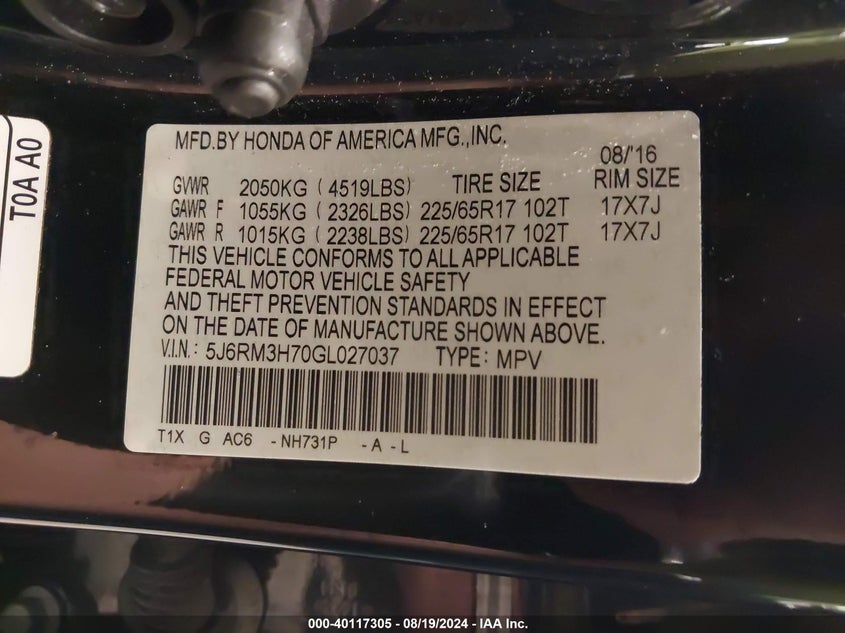 T0A A0
MFD.BY HONDA OF AMERICA MFG.,INC.
08/'16
GVWR 2050KG (4519LBS) TIRE SIZE RIM SIZE
GAWR F 1055KG (2326LBS) 225/65R17 102T 17X7J
GAWR R 1015KG (2238LBS) 225/65R17 102T 17X7J
THIS VEHICLE CONFORMS TO ALL APPLICABLE
FEDERAL MOTOR VEHICLE SAFETY
AND THEFT PREVENTION STANDARDS IN EFFECT
ON THE DATE OF MANUFACTURE SHOWN ABOVE.
V.I.N.: 5J6RM3H70GL027037 TYPE: MPV
T1X G AC6 -NH731P -A -L
000-40117305 - 08/19/2024 - IAA Inc.